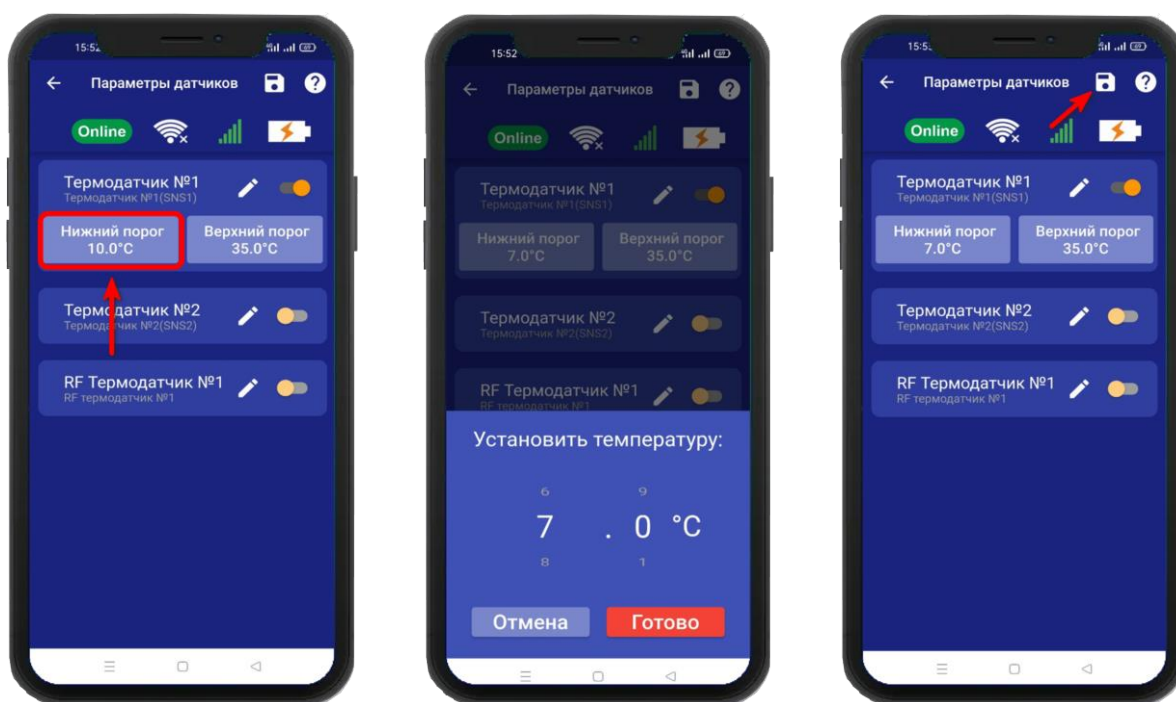 15:52
Параметры датчиков
Online
Термодатчик №1
Термодатчик №1(SNS1)
Нижний порог
10.0°C
Верхний порог
35.0°C
Термодатчик №2
Термодатчик №2(SNS2)
RF Термодатчик №1
RF термодатчик №1
15:52
Параметры датчиков
Online
Термодатчик №1
Термодатчик №1(SNS1)
Нижний порог
7.0°C
Верхний порог
35.0°C
Термодатчик №2
Термодатчик №2(SNS2)
RF Термодатчик №1
RF термодатчик №1
Установить температуру:
6 9
7 . 0 °C
8 1
Отмена
Готово
Параметры датчиков
Online
Термодатчик №1
Термодатчик №1(SNS1)
Нижний порог
7.0°C
Верхний порог
35.0°C
Термодатчик №2
Термодатчик №2(SNS2)
RF Термодатчик №1
RF термодатчик №1